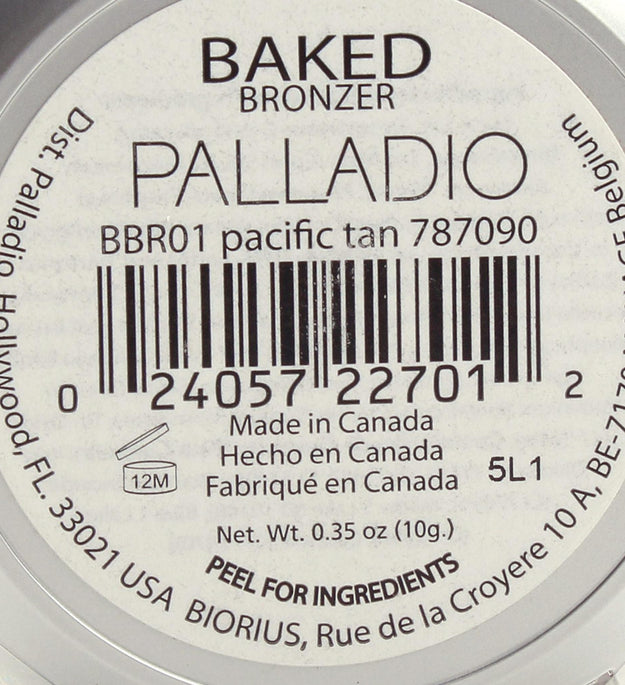 BAKED
BRONZER
PALLADIO
BBR01 pacific tan 787090
0 24057 22701 2
Made in Canada
Hecho en Canada
Fabriqué en Canada
12M
5L1
Net. Wt. 0.35 oz (10g.)
PEEL FOR INGREDIENTS
Dist. Palladio Hollywood, FL. 33021 USA BIORIUS, Rue de la Croyere 10 A, BE-7170 Belgium